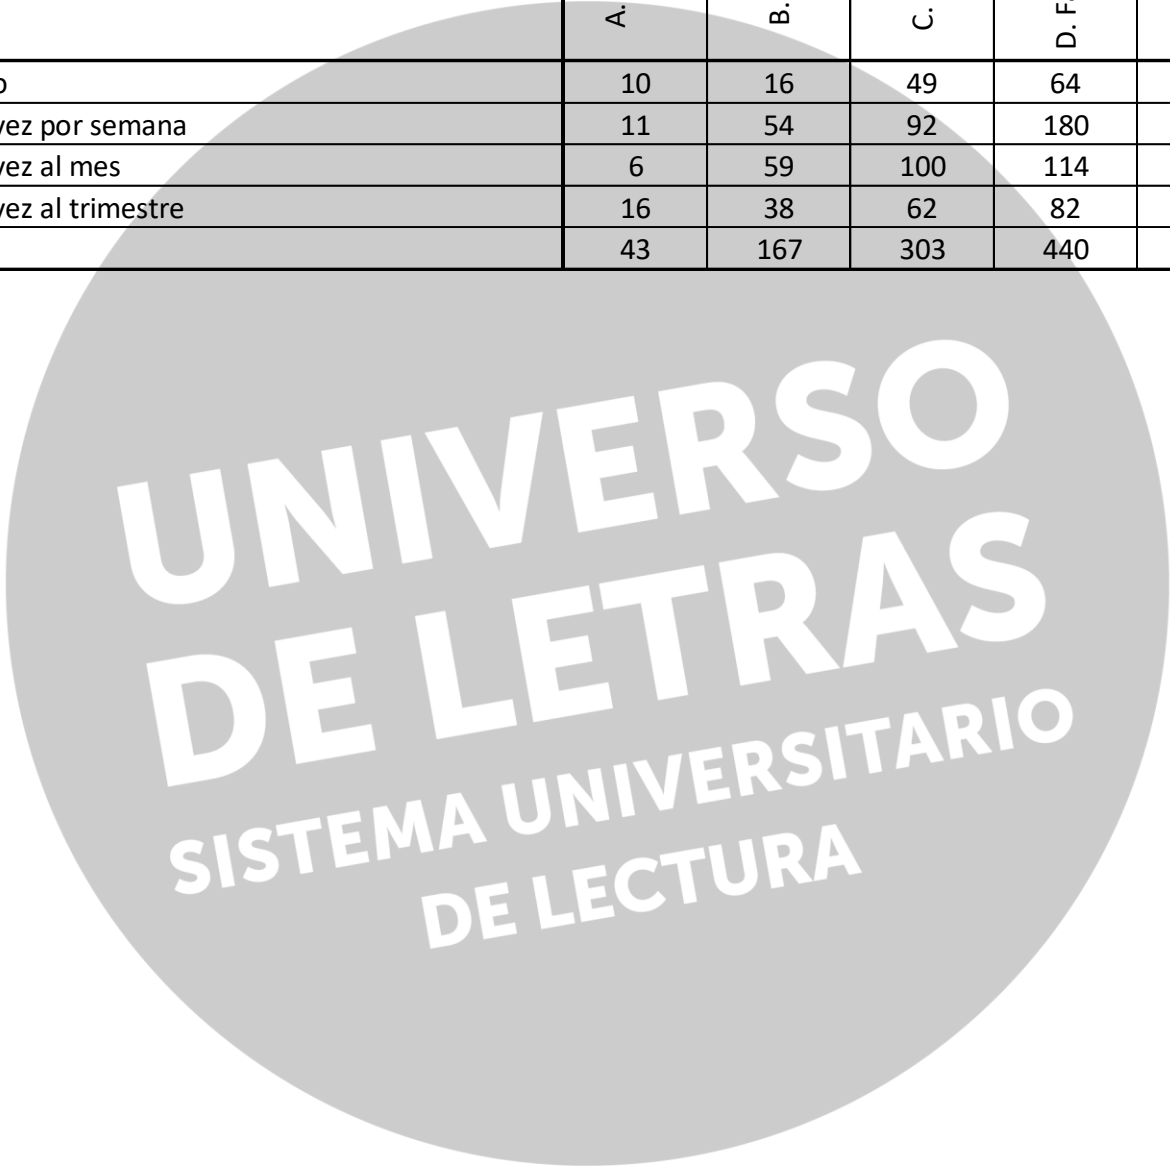 A. B. C. D.
10 16 49 64
vez por semana 11 54 92 180
vez al mes 6 59 100 114
vez al trimestre 16 38 62 82
43 167 303 440
UNIVERSO
DE LETRAS
SISTEMA UNIVERSITARIO
DE LECTURA